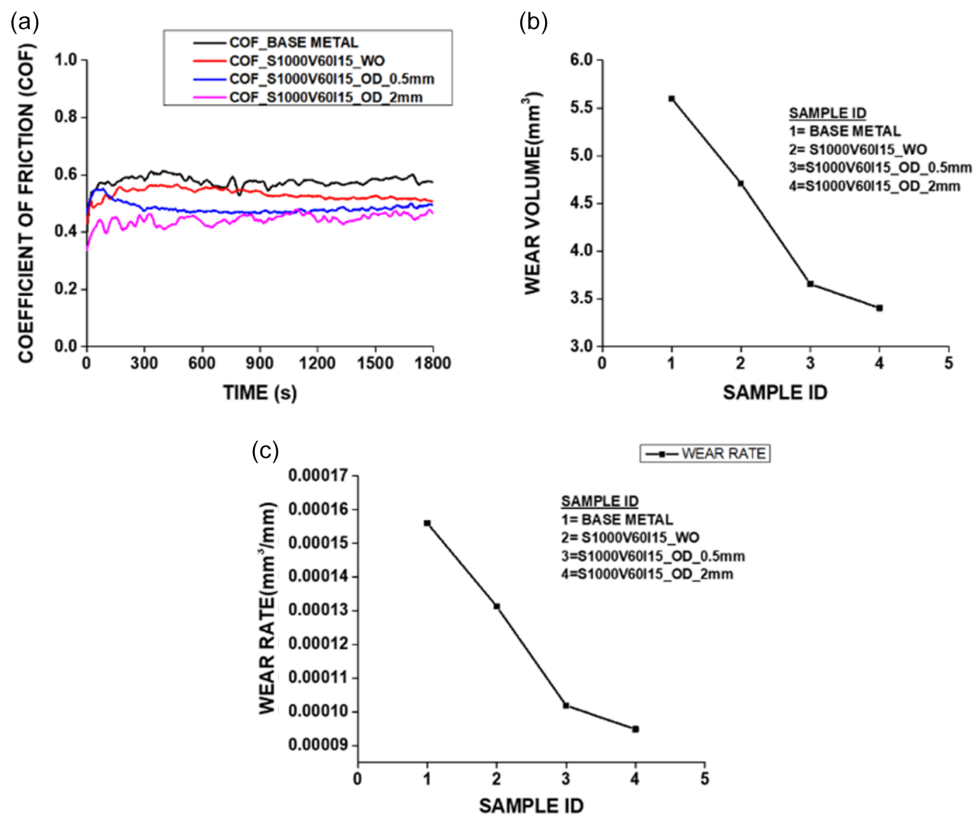 (a)
COF_BASE METAL
COF_S1000V60I15_WO
COF_S1000V60I15_OD_0.5mm
COF_S1000V60I15_OD_2mm
COEFFICIENT OF FRICTION (COF)
1.0
0.8
0.6
0.4
0.2
0.0
0 300 600 900 1200 1500 1800
TIME (s)
(b)
WEAR VOLUME(mm³)
6.0
5.5
5.0
4.5
4.0
3.5
3.0
0 1 2 3 4 5
SAMPLE ID
SAMPLE ID
1= BASE METAL
2= S1000V60I15_WO
3=S1000V60I15_OD_0.5mm
4=S1000V60I15_OD_2mm
(c)
WEAR RATE
WEAR RATE(mm³/mm)
0.00017
0.00016
0.00015
0.00014
0.00013
0.00012
0.00011
0.00010
0.00009
0 1 2 3 4 5
SAMPLE ID
SAMPLE ID
1= BASE METAL
2= S1000V60I15_WO
3=S1000V60I15_OD_0.5mm
4=S1000V60I15_OD_2mm